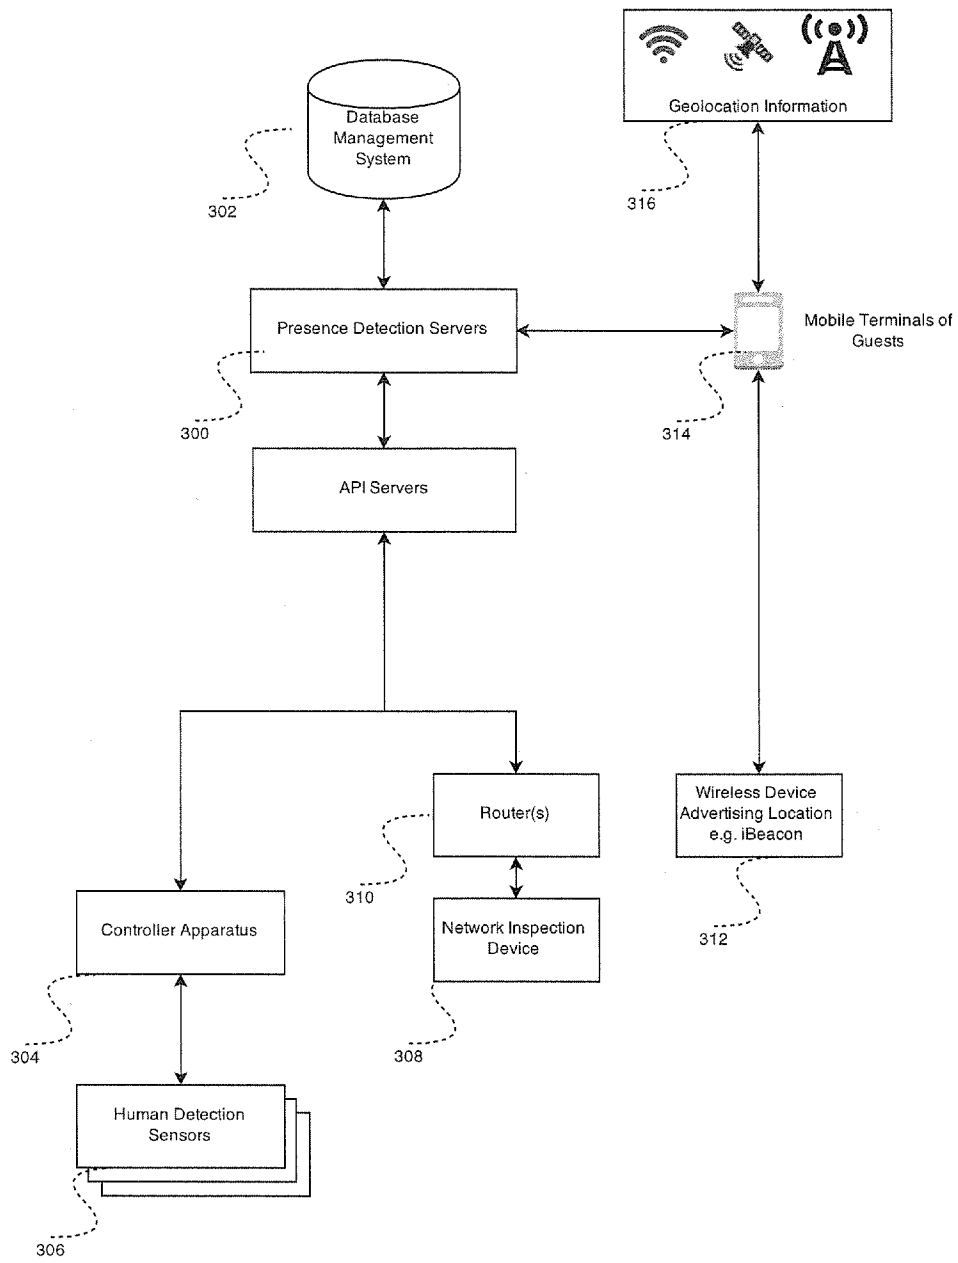 Geolocation Information
316
Database
Management
System
302
Presence Detection Servers
300
Mobile Terminals of
Guests
314
API Servers
Router(s)
310
Wireless Device
Advertising Location
e.g. iBeacon
312
Controller Apparatus
304
Network Inspection
Device
308
Human Detection
Sensors
306